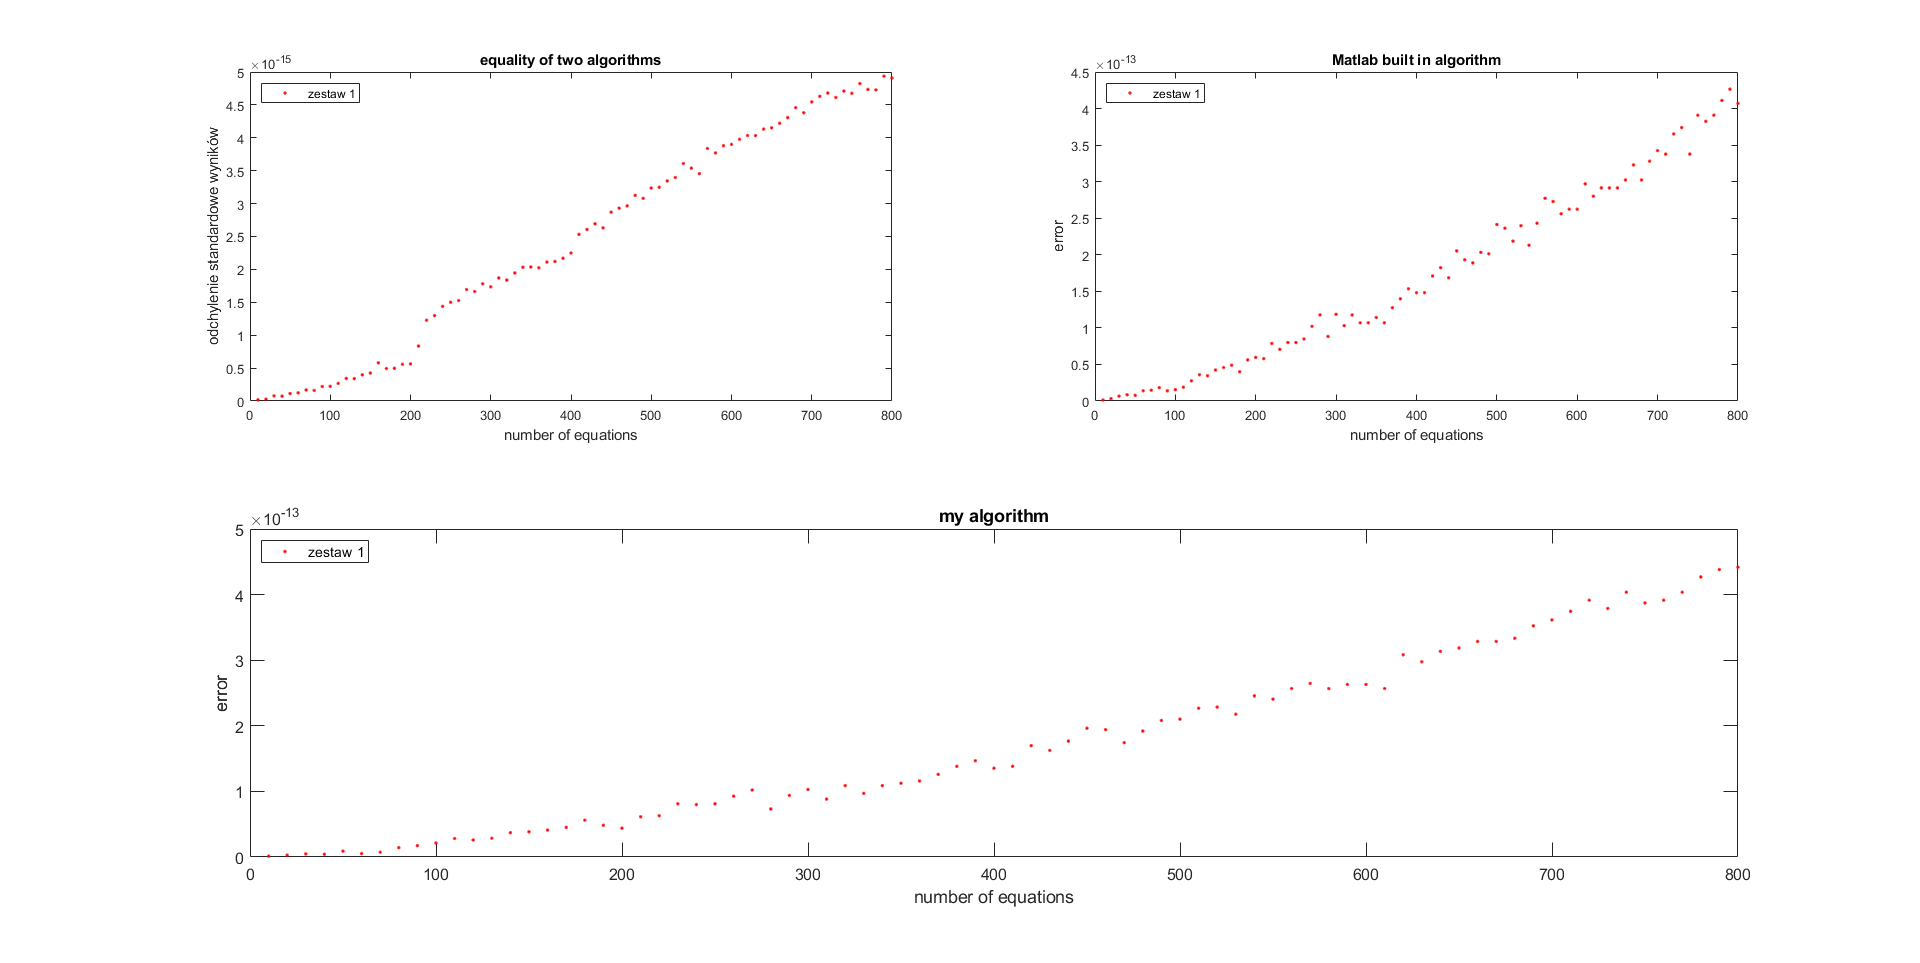 equality of two algorithms
×10-15
zestaw 1
odchylenie standardowe wyników
5
4.5
4
3.5
3
2.5
2
1.5
1
0.5
0
0 100 200 300 400 500 600 700 800
number of equations
Matlab built in algorithm
×10-13
zestaw 1
error
4.5
4
3.5
3
2.5
2
1.5
1
0.5
0
0 100 200 300 400 500 600 700 800
number of equations
my algorithm
×10-13
zestaw 1
error
5
4
3
2
1
0
0 100 200 300 400 500 600 700 800
number of equations